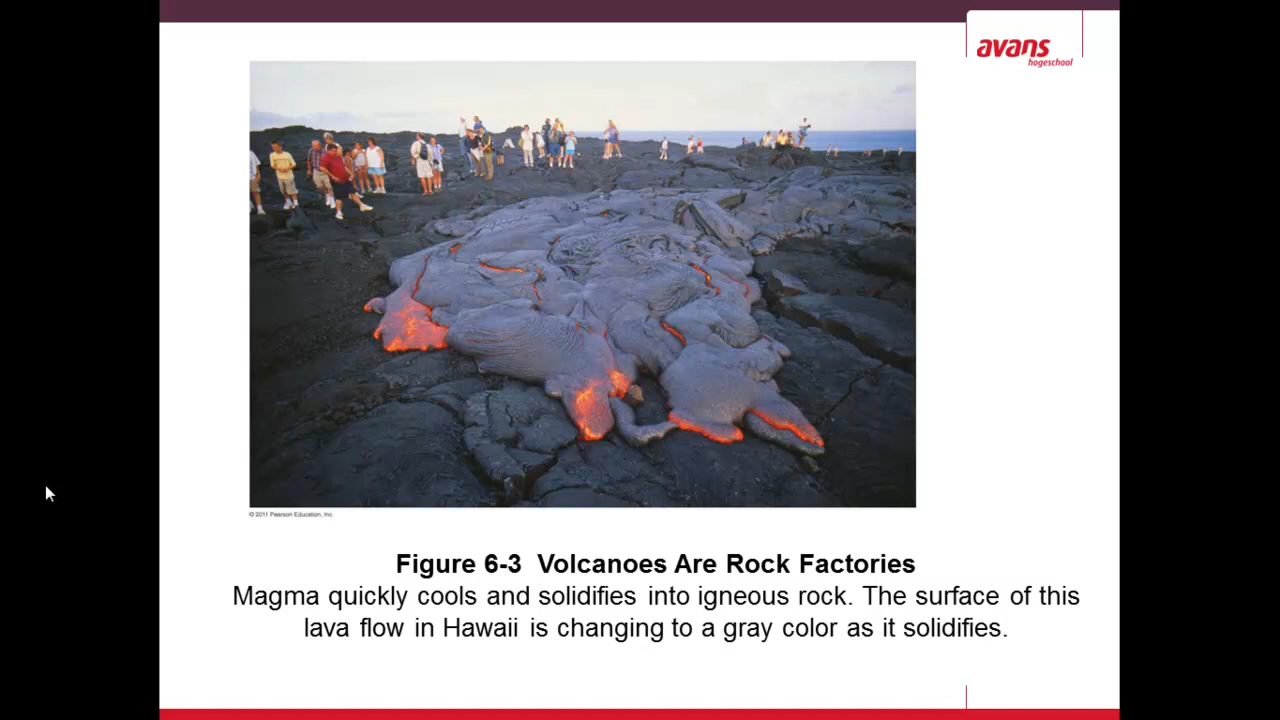 avans
hogeschool
© 2011 Pearson Education, Inc.
Figure 6-3 Volcanoes Are Rock Factories
Magma quickly cools and solidifies into igneous rock. The surface of this
lava flow in Hawaii is changing to a gray color as it solidifies.